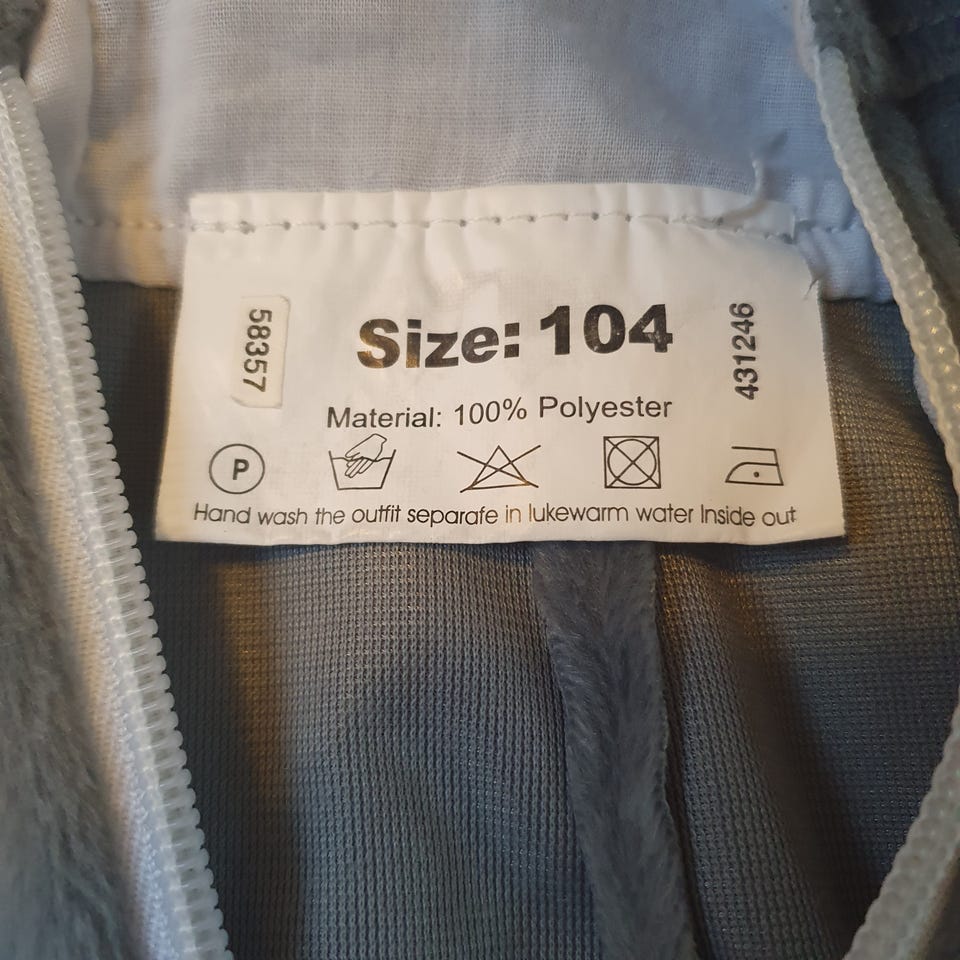 58357
Size: 104
431246
Material: 100% Polyester
P
Hand wash the outfit separafe in lukewarm water Inside out